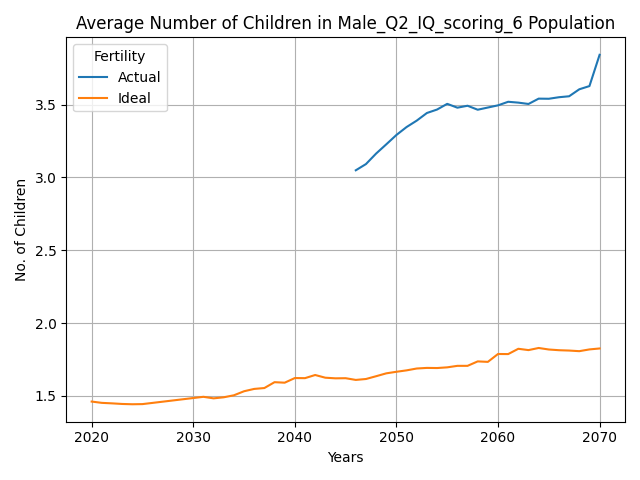 Average Number of Children in Male_Q2_IQ_scoring_6 Population
Fertility
Actual
Ideal
No. of Children
3.5
3.0
2.5
2.0
1.5
2020 2030 2040 2050 2060 2070
Years